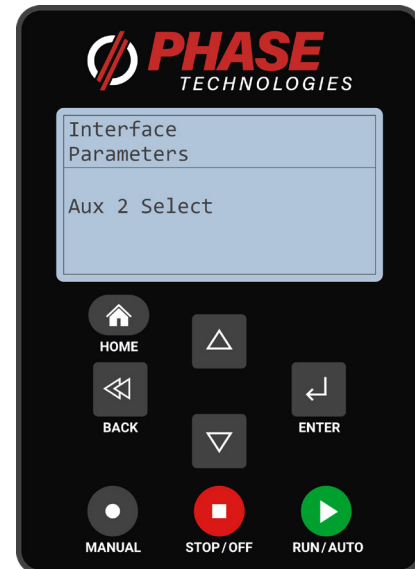 PHASE
TECHNOLOGIES
Interface
Parameters
Aux 2 Select
HOME
BACK
ENTER
MANUAL
STOP/OFF
RUN/AUTO